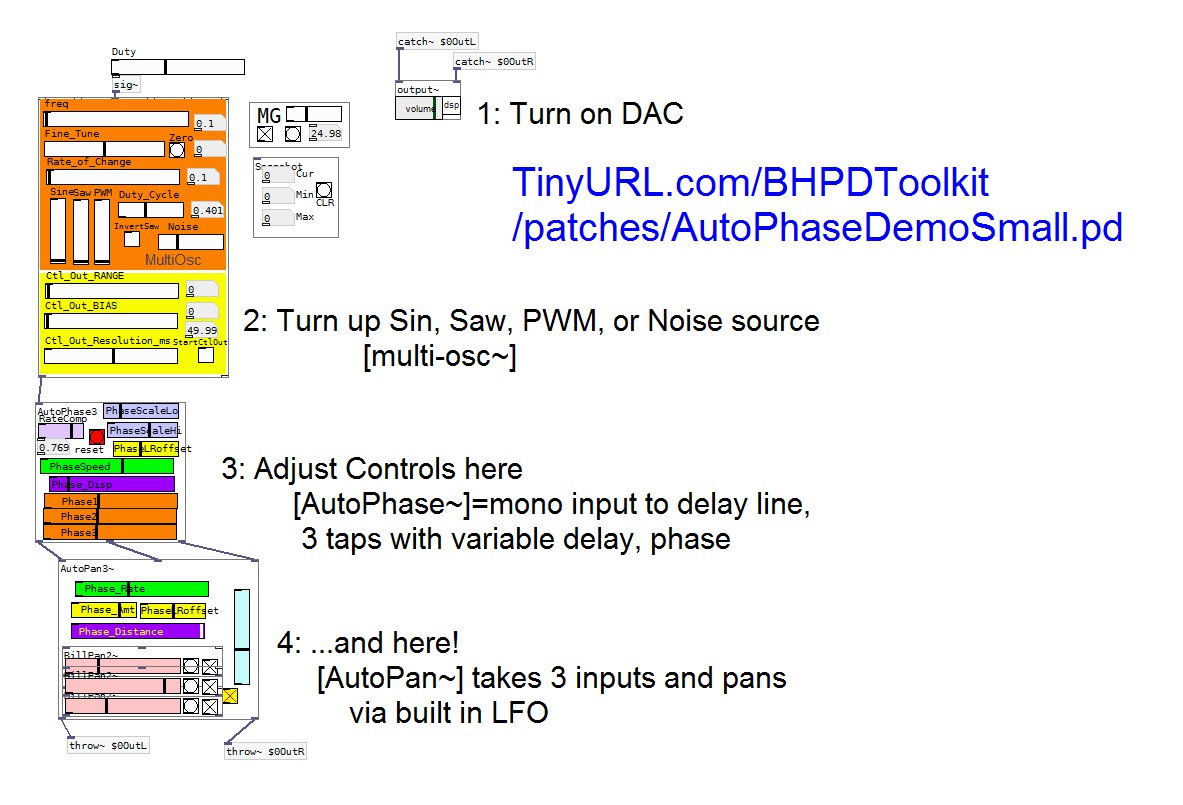 Duty
sig~
catch~ $0OutL
catch~ $0OutR
output~
volume
dsp
1: Turn on DAC
TinyURL.com/BHPDToolkit
/patches/AutoPhaseDemoSmall.pd
freq
0.1
Fine_Tune
Zero
0
Rate_of_Change
0.1
Sine Saw PWM Duty_Cycle
0.401
InvertSaw Noise
MultiOsc
MG
24.98
Snapshot
0 Cur
0 Min
CLR
0 Max
Ctl_Out_RANGE
0
Ctl_Out_BIAS
0
49.99
Ctl_Out_Resolution_ms StartCtlOut
2: Turn up Sin, Saw, PWM, or Noise source
[multi-osc~]
AutoPhase3 PhaseScaleLo
RateComp
PhaseScaleHi
0.769 reset PhaseLRoffset
PhaseSpeed
Phase_Disp
Phase1
Phase2
Phase3
3: Adjust Controls here
[AutoPhase~]=mono input to delay line,
3 taps with variable delay, phase
AutoPan3~
Phase_Rate
Phase_Amt PhaseLRoffset
Phase_Distance
BillPan2~
BillPan2~
BillPan2~
4: ...and here!
[AutoPan~] takes 3 inputs and pans
via built in LFO
throw~ $0OutL
throw~ $0OutR